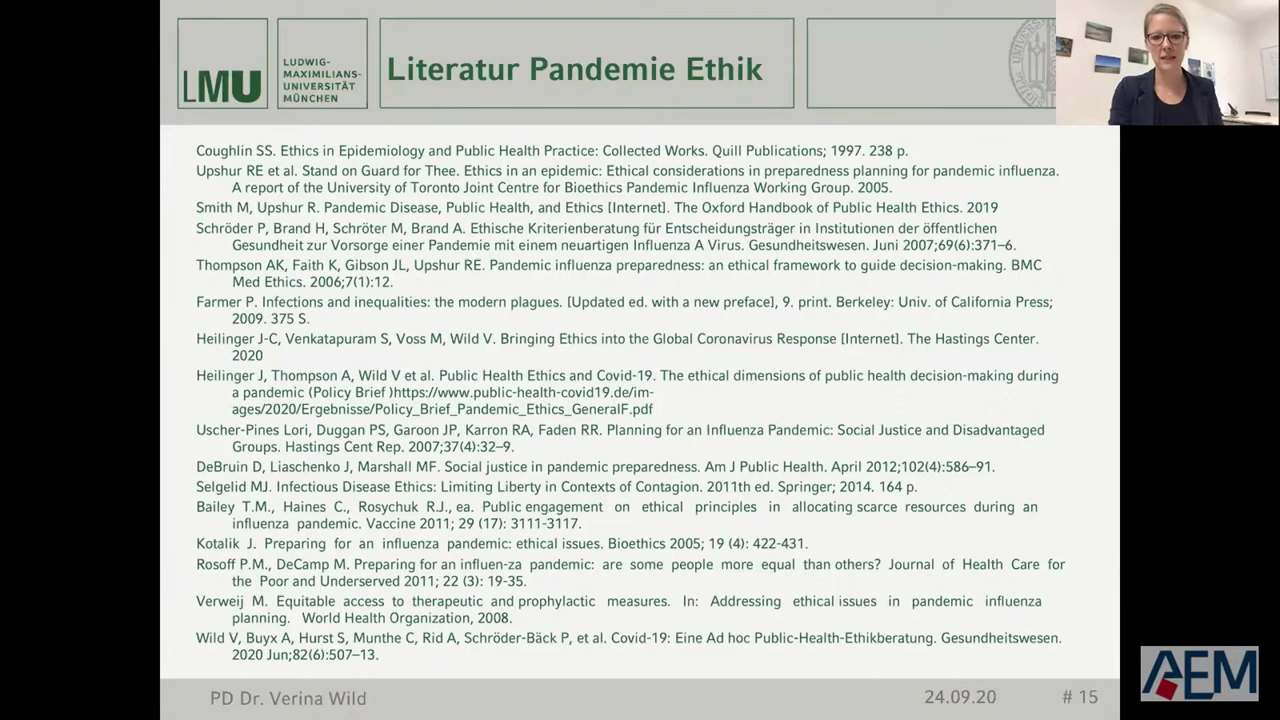 LMU
LUDWIG-
MAXIMILIANS-
UNIVERSITÄT
MÜNCHEN
Literatur Pandemie Ethik
Coughlin SS. Ethics in Epidemiology and Public Health Practice: Collected Works. Quill Publications; 1997. 238 p.
Upshur RE et al. Stand on Guard for Thee. Ethics in an epidemic: Ethical considerations in preparedness planning for pandemic influenza.
A report of the University of Toronto Joint Centre for Bioethics Pandemic Influenza Working Group. 2005.
Smith M, Upshur R. Pandemic Disease, Public Health, and Ethics [Internet]. The Oxford Handbook of Public Health Ethics. 2019
Schröder P, Brand H, Schröter M, Brand A. Ethische Kriterienberatung für Entscheidungsträger in Institutionen der öffentlichen
Gesundheit zur Vorsorge einer Pandemie mit einem neuartigen Influenza A Virus. Gesundheitswesen. Juni 2007;69(6):371–6.
Thompson AK, Faith K, Gibson JL, Upshur RE. Pandemic influenza preparedness: an ethical framework to guide decision-making. BMC
Med Ethics. 2006;7(1):12.
Farmer P. Infections and inequalities: the modern plagues. [Updated ed. with a new preface], 9. print. Berkeley: Univ. of California Press;
2009. 375 S.
Heilinger J-C, Venkatapuram S, Voss M, Wild V. Bringing Ethics into the Global Coronavirus Response [Internet]. The Hastings Center.
2020
Heilinger J, Thompson A, Wild V et al. Public Health Ethics and Covid-19. The ethical dimensions of public health decision-making during
a pandemic (Policy Brief )https://www.public-health-covid19.de/im-
ages/2020/Ergebnisse/Policy_Brief_Pandemic_Ethics_GeneralF.pdf
Uscher-Pines Lori, Duggan PS, Garoon JP, Karron RA, Faden RR. Planning for an Influenza Pandemic: Social Justice and Disadvantaged
Groups. Hastings Cent Rep. 2007;37(4):32–9.
DeBruin D, Liaschenko J, Marshall MF. Social justice in pandemic preparedness. Am J Public Health. April 2012;102(4):586–91.
Selgelid MJ. Infectious Disease Ethics: Limiting Liberty in Contexts of Contagion. 2011th ed. Springer; 2014. 164 p.
Bailey T.M., Haines C., Rosychuk R.J., ea. Public engagement on ethical principles in allocating scarce resources during an
influenza pandemic. Vaccine 2011; 29 (17): 3111-3117.
Kotalik J. Preparing for an influenza pandemic: ethical issues. Bioethics 2005; 19 (4): 422-431.
Rosoff P.M., DeCamp M. Preparing for an influen-za pandemic: are some people more equal than others? Journal of Health Care for
the Poor and Underserved 2011; 22 (3): 19-35.
Verweij M. Equitable access to therapeutic and prophylactic measures. In: Addressing ethical issues in pandemic influenza
planning. World Health Organization, 2008.
Wild V, Buyx A, Hurst S, Munthe C, Rid A, Schröder-Bäck P, et al. Covid-19: Eine Ad hoc Public-Health-Ethikberatung. Gesundheitswesen.
2020 Jun;82(6):507–13.
PD Dr. Verina Wild
24.09.20
# 15
AEM